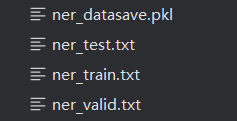 ner_datasave.pkl
ner_test.txt
ner_train.txt
ner_valid.txt